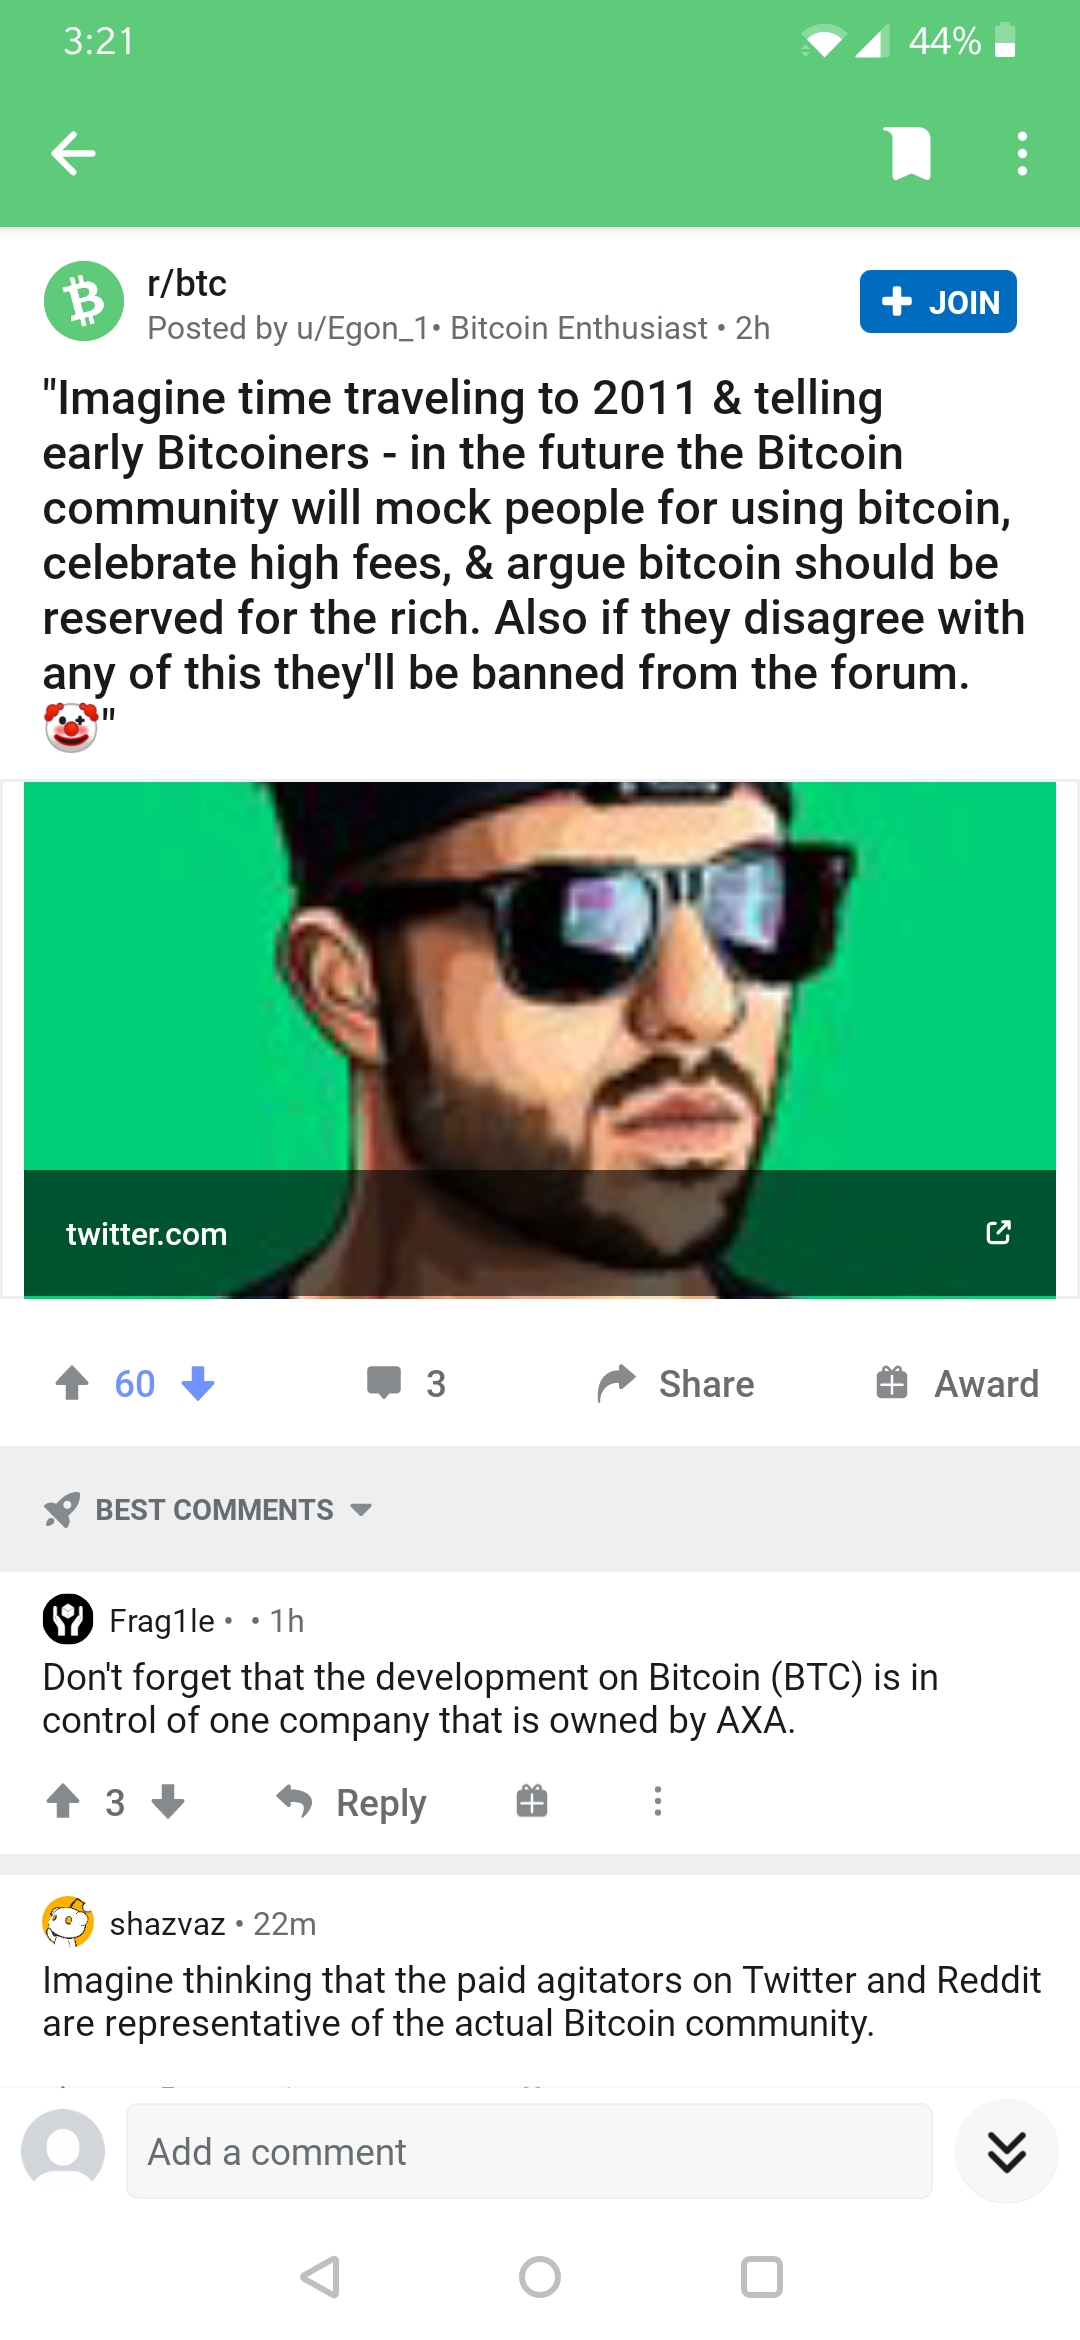 3:21
44%
r/btc
Posted by u/Egon_1• Bitcoin Enthusiast • 2h
+ JOIN
"Imagine time traveling to 2011 & telling
early Bitcoiners - in the future the Bitcoin
community will mock people for using bitcoin,
celebrate high fees, & argue bitcoin should be
reserved for the rich. Also if they disagree with
any of this they'll be banned from the forum.
🤡"
twitter.com
60
3
Share
Award
BEST COMMENTS
Frag1le • • 1h
Don't forget that the development on Bitcoin (BTC) is in
control of one company that is owned by AXA.
3
Reply
shazvaz • 22m
Imagine thinking that the paid agitators on Twitter and Reddit
are representative of the actual Bitcoin community.
Add a comment